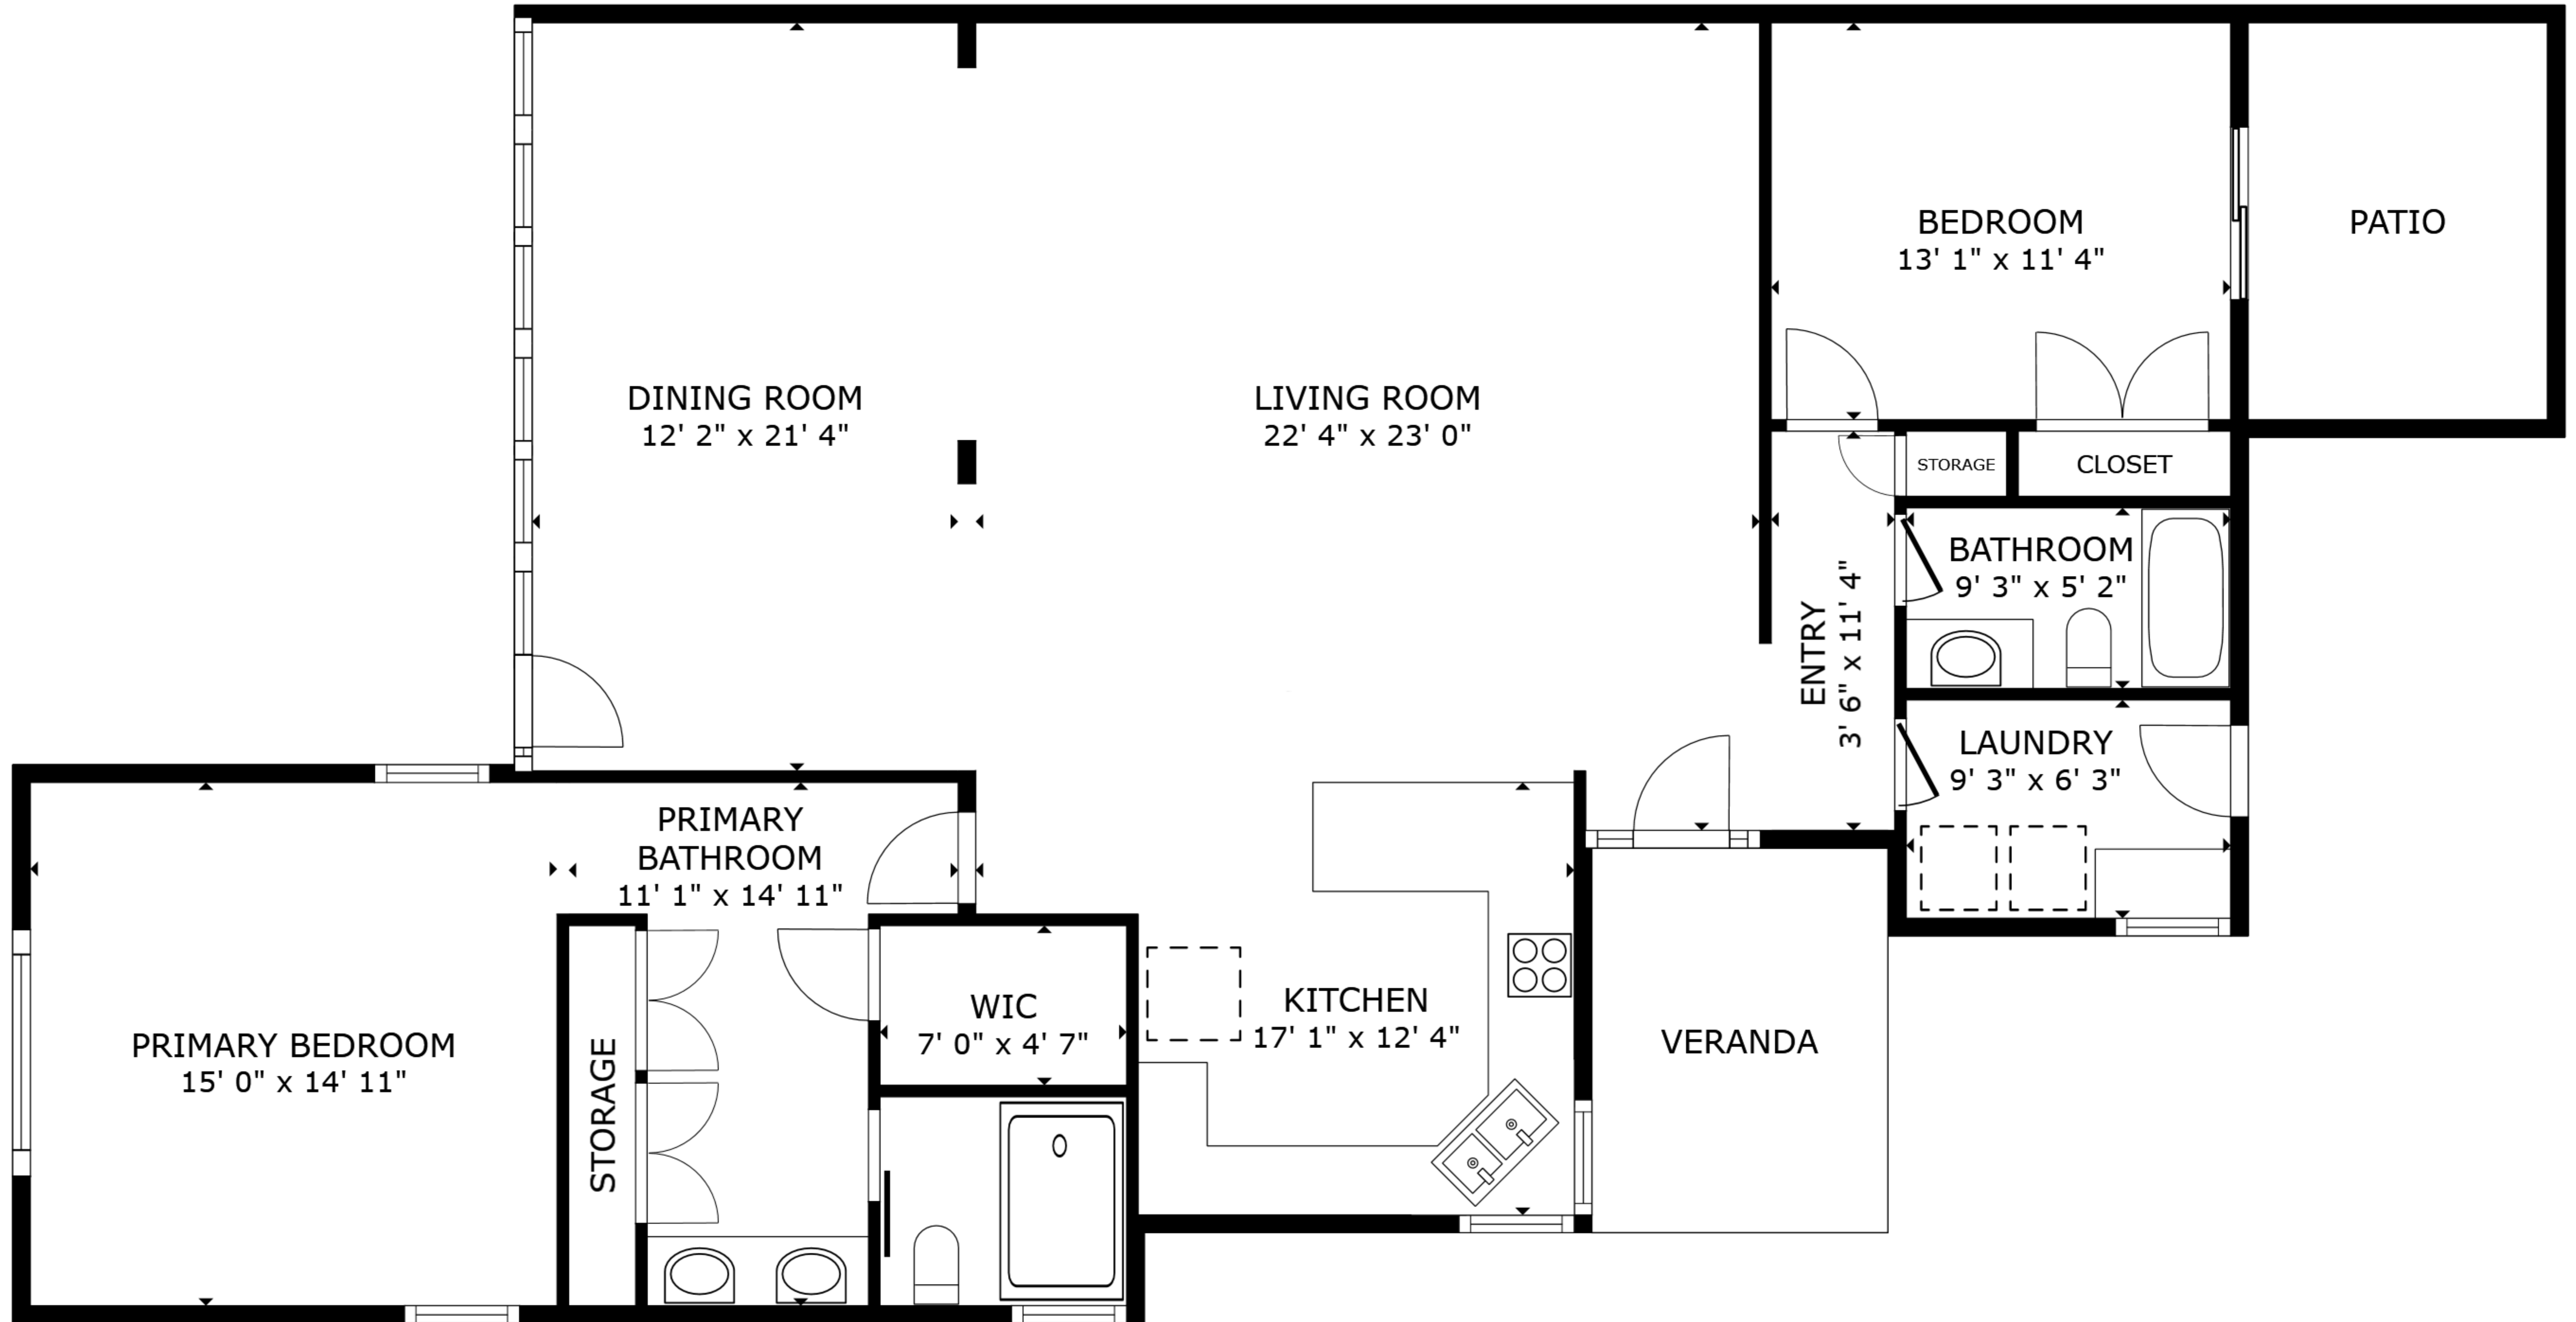 BEDROOM
13' 1" x 11' 4"
PATIO
DINING ROOM
12' 2" x 21' 4"
LIVING ROOM
22' 4" x 23' 0"
STORAGE
CLOSET
BATHROOM
9' 3" x 5' 2"
ENTRY
3' 6" x 11' 4"
LAUNDRY
9' 3" x 6' 3"
PRIMARY
BATHROOM
11' 1" x 14' 11"
PRIMARY BEDROOM
15' 0" x 14' 11"
STORAGE
WIC
7' 0" x 4' 7"
KITCHEN
17' 1" x 12' 4"
VERANDA